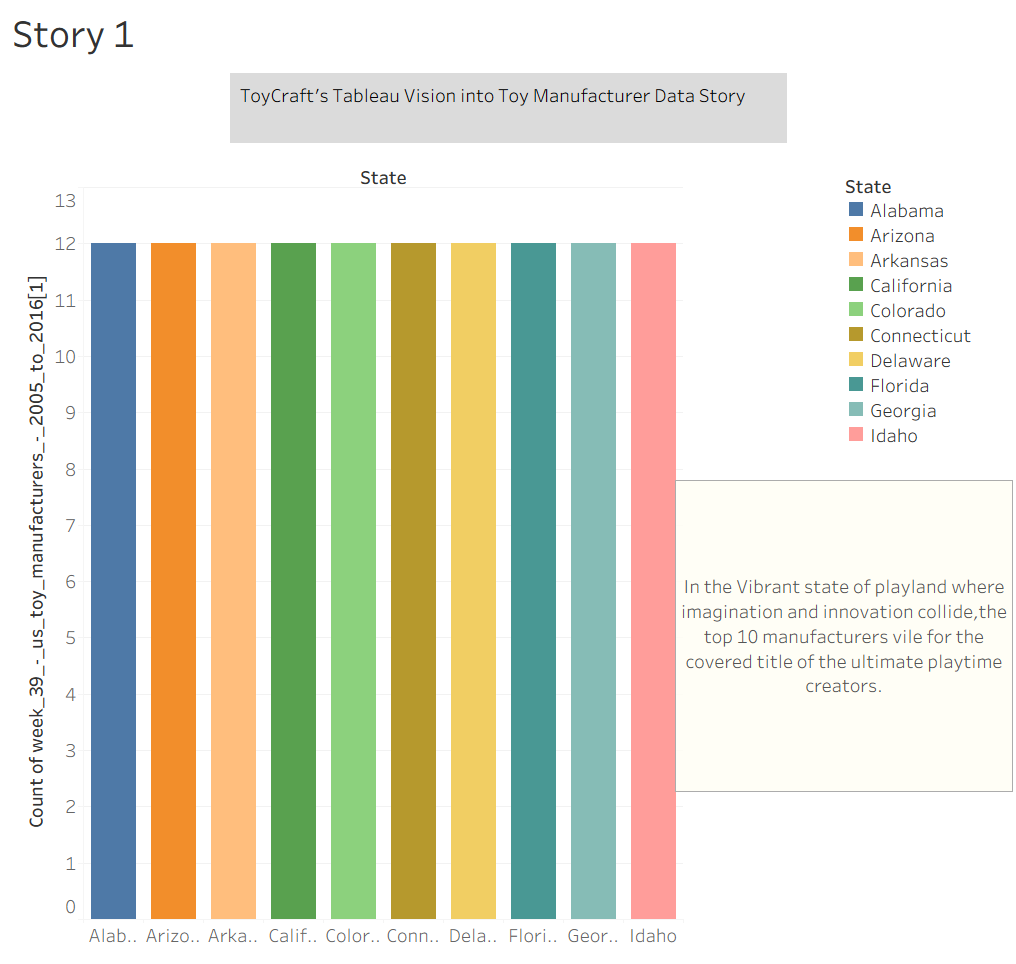 Story 1
ToyCraft's Tableau Vision into Toy Manufacturer Data Story
State
13
12
11
10
9
8
7
6
5
4
3
2
1
0
Count of week_39_-_us_toy_manufacturers_-_2005_to_2016[1]
Alab.. Arizo.. Arka.. Calif.. Color.. Conn.. Dela.. Flori.. Geor.. Idaho
State
Alabama
Arizona
Arkansas
California
Colorado
Connecticut
Delaware
Florida
Georgia
Idaho
In the Vibrant state of playland where
imagination and innovation collide,the
top 10 manufacturers vile for the
covered title of the ultimate playtime
creators.